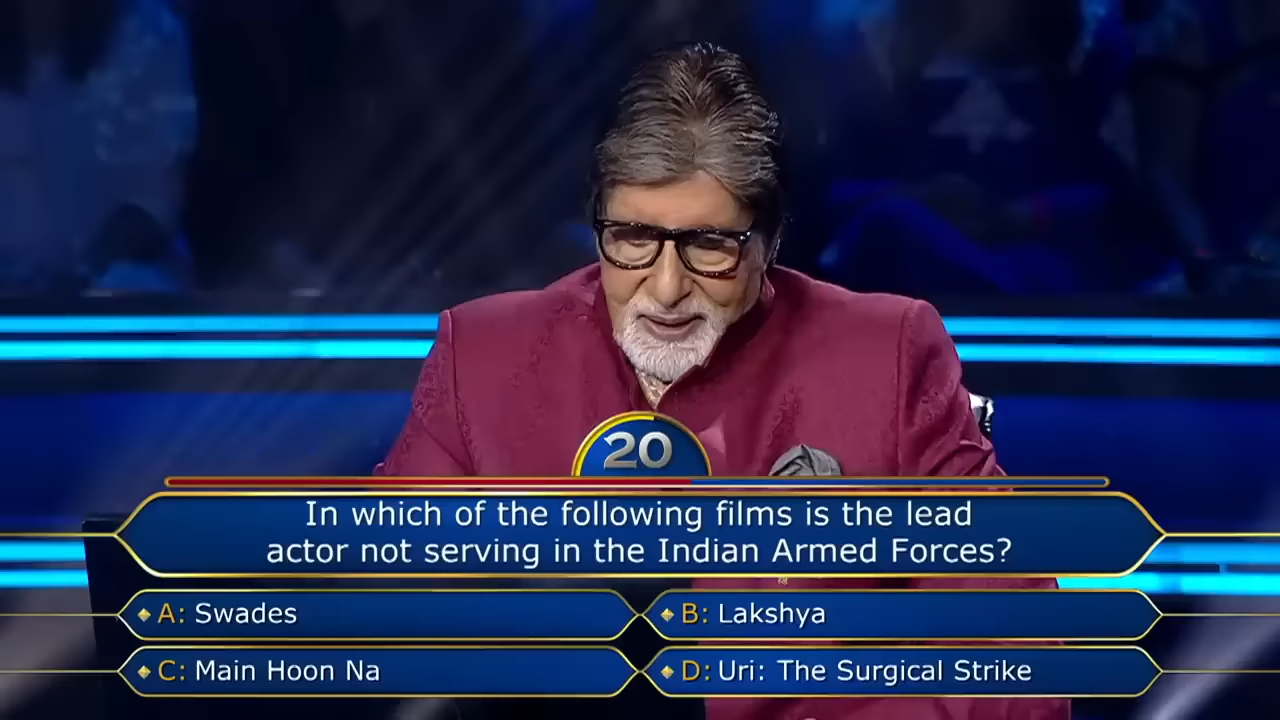 20
In which of the following films is the lead
actor not serving in the Indian Armed Forces?
A: Swades
B: Lakshya
C: Main Hoon Na
D: Uri: The Surgical Strike